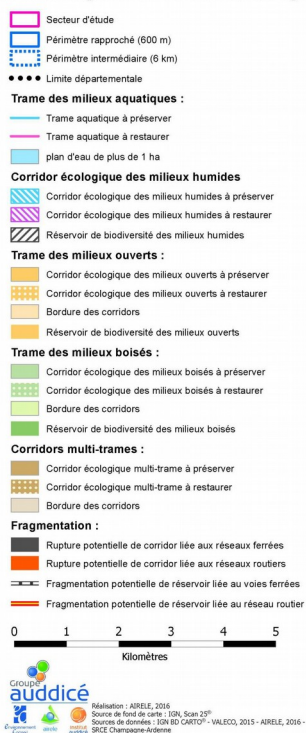 Secteur d'étude
Périmètre rapproché (600 m)
Périmètre intermédiaire (6 km)
Limite départementale
Trame des milieux aquatiques :
Trame aquatique à préserver
Trame aquatique à restaurer
plan d'eau de plus de 1 ha
Corridor écologique des milieux humides
Corridor écologique des milieux humides à préserver
Corridor écologique des milieux humides à restaurer
Réservoir de biodiversité des milieux humides
Trame des milieux ouverts :
Corridor écologique des milieux ouverts à préserver
Corridor écologique des milieux ouverts à restaurer
Bordure des corridors
Réservoir de biodiversité des milieux ouverts
Trame des milieux boisés :
Corridor écologique des milieux boisés à préserver
Corridor écologique des milieux boisés à restaurer
Bordure des corridors
Réservoir de biodiversité des milieux boisés
Corridors multi-trames :
Corridor écologique multi-trame à préserver
Corridor écologique multi-trame à restaurer
Bordure des corridors
Fragmentation :
Rupture potentielle de corridor liée aux réseaux ferrées
Rupture potentielle de corridor liée aux réseaux routiers
Fragmentation potentielle de réservoir liée au voies ferrées
Fragmentation potentielle de réservoir liée au réseau routier
0 1 2 3 4 5
Kilomètres
Groupe
auddicé
airele
Réalisation : AIRELE, 2016
Source de fond de carte : IGN, Scan 25®
Sources de données : IGN BD CARTO® - VALECO, 2015 - AIRELE, 2016 -
SRCE Champagne-Ardenne